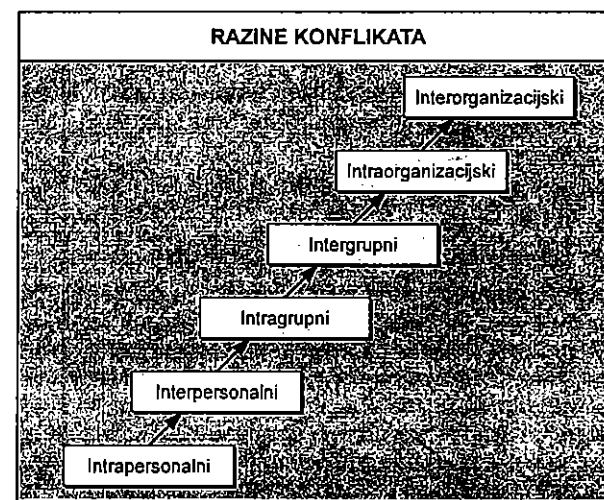 RAZINE KONFLIKATA
Interorganizacijski
Intraorganizacijski
Intergrupni
Intragrupni
Interpersonalni
Intrapersonalni